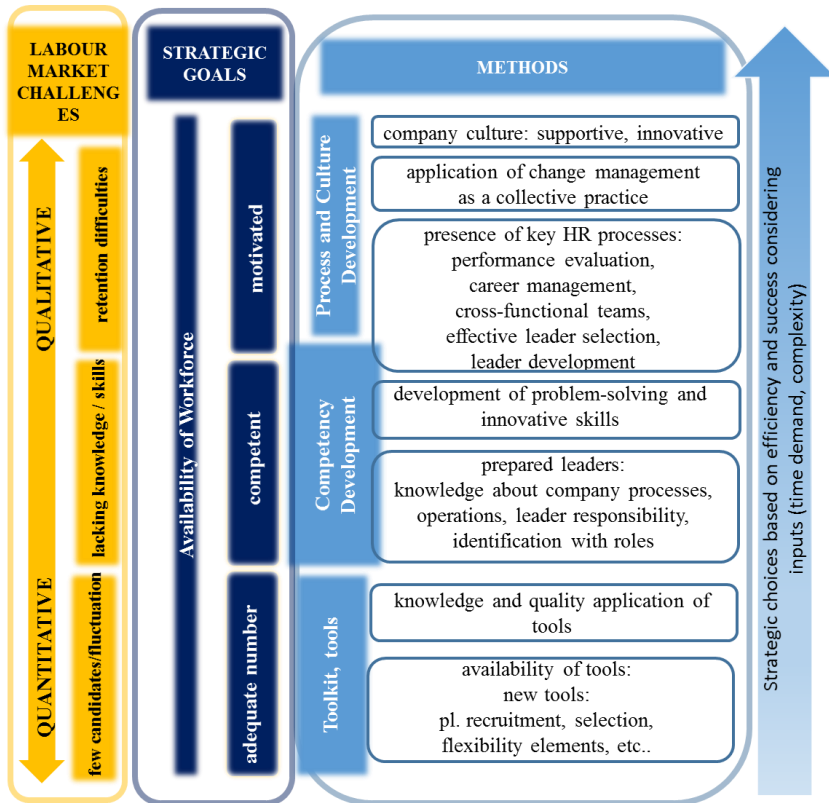 LABOUR
MARKET
CHALLENG
ES
QUALITATIVE
QUANTITATIVE
retention difficulties
lacking knowledge / skills
few candidates/fluctuation
STRATEGIC
GOALS
Availability of Workforce
motivated
competent
adequate number
METHODS
Process and Culture
Development
company culture: supportive, innovative
application of change management
as a collective practice
presence of key HR processes:
performance evaluation,
career management,
cross-functional teams,
effective leader selection,
leader development
Competency
Development
development of problem-solving and
innovative skills
prepared leaders:
knowledge about company processes,
operations, leader responsibility,
identification with roles
Toolkit, tools
knowledge and quality application of
tools
availability of tools:
new tools:
pl. recruitment, selection,
flexibility elements, etc..
Strategic choices based on efficiency and success considering
inputs (time demand, complexity)